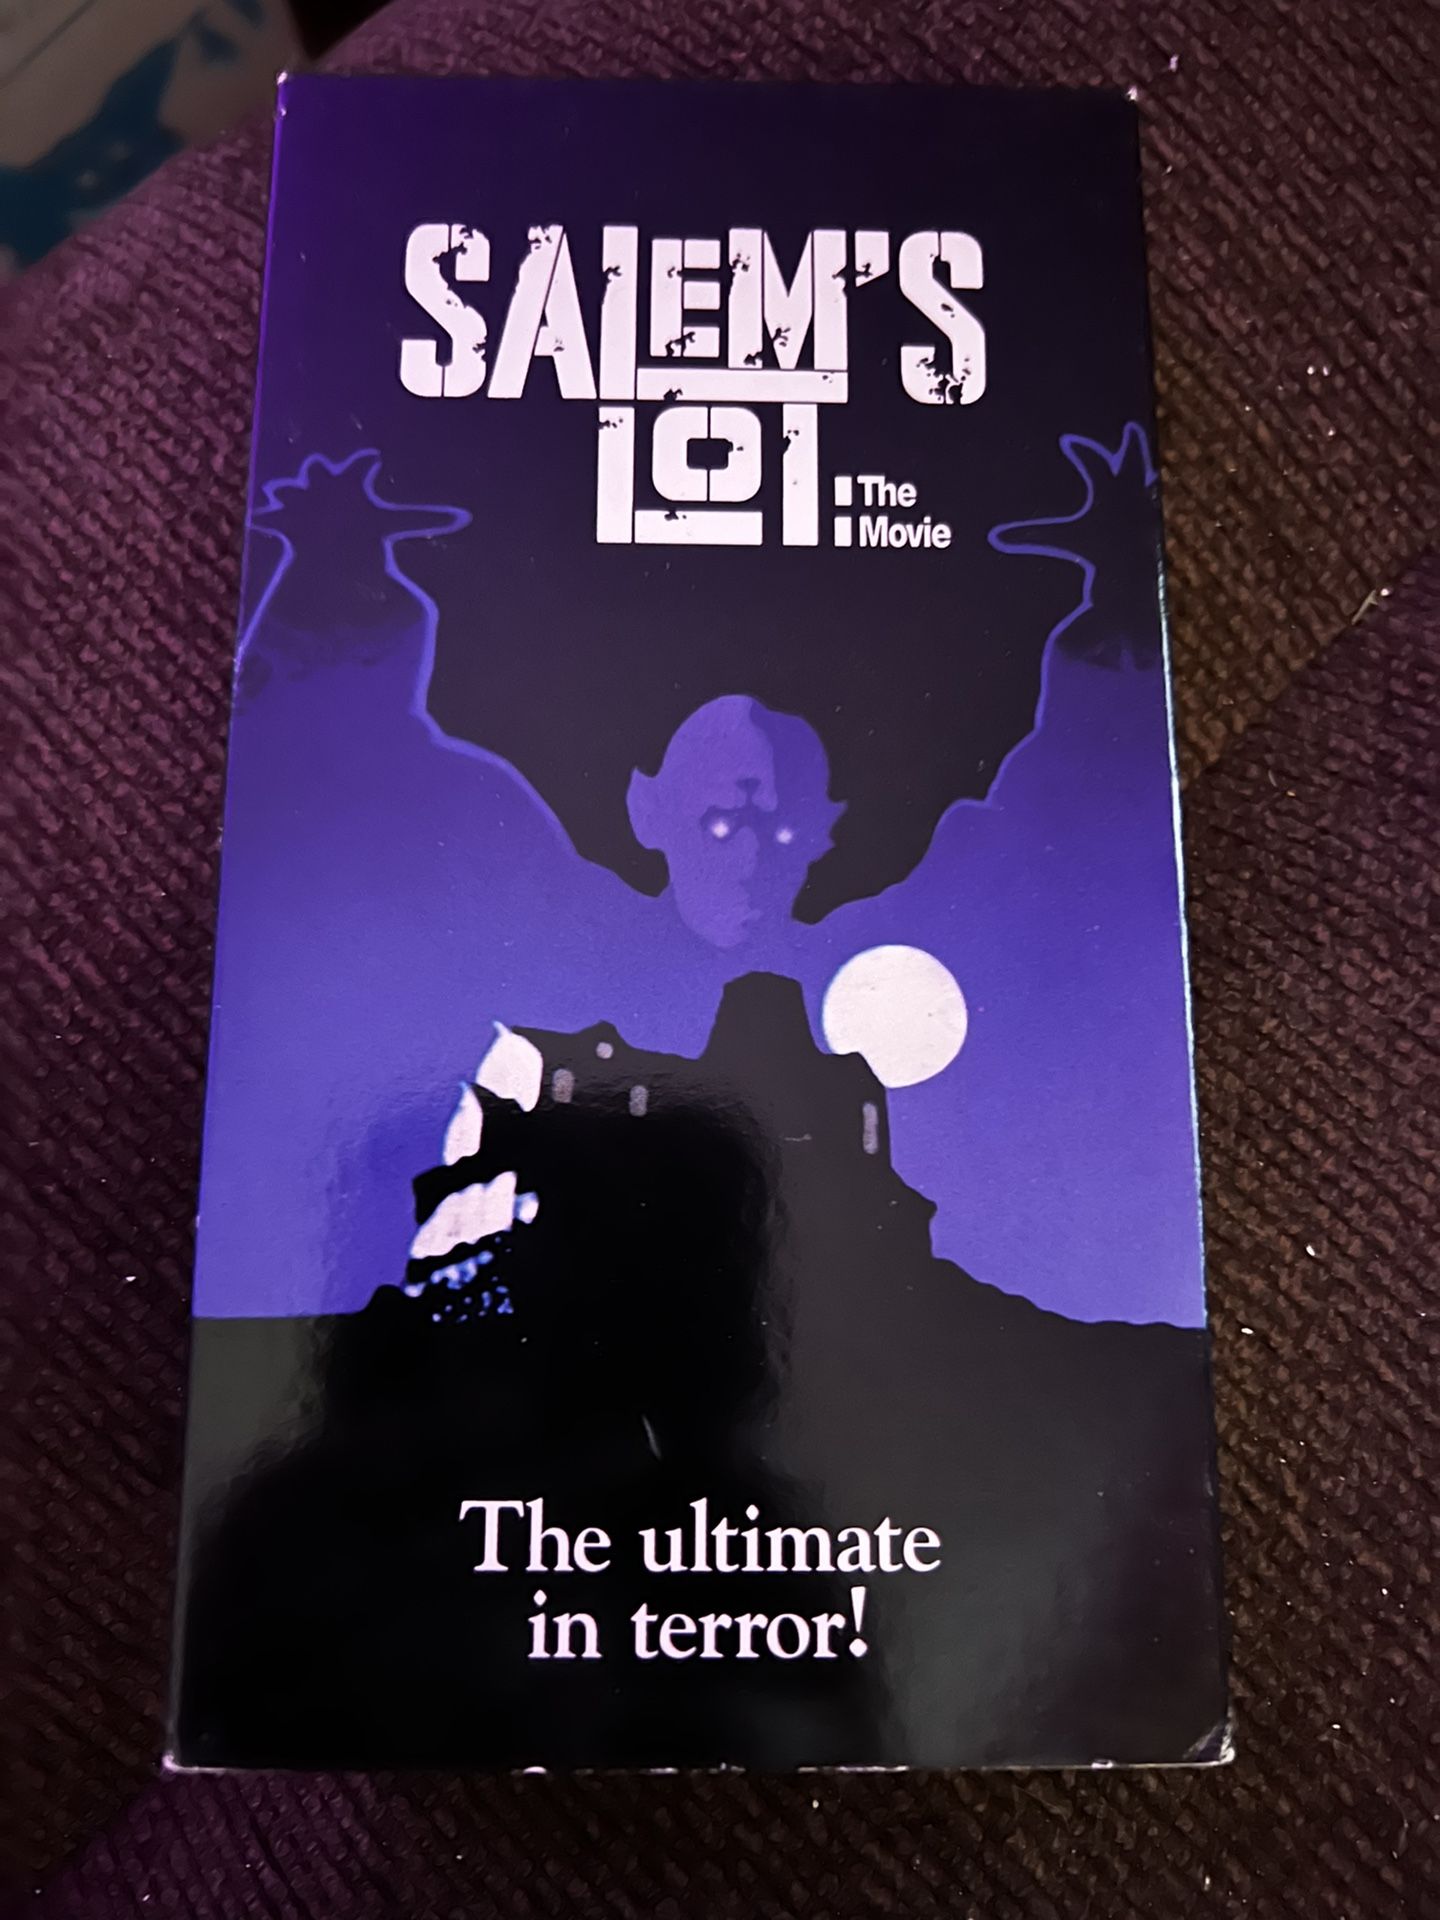 SALEM'S
LOT
The
Movie
The ultimate
in terror!